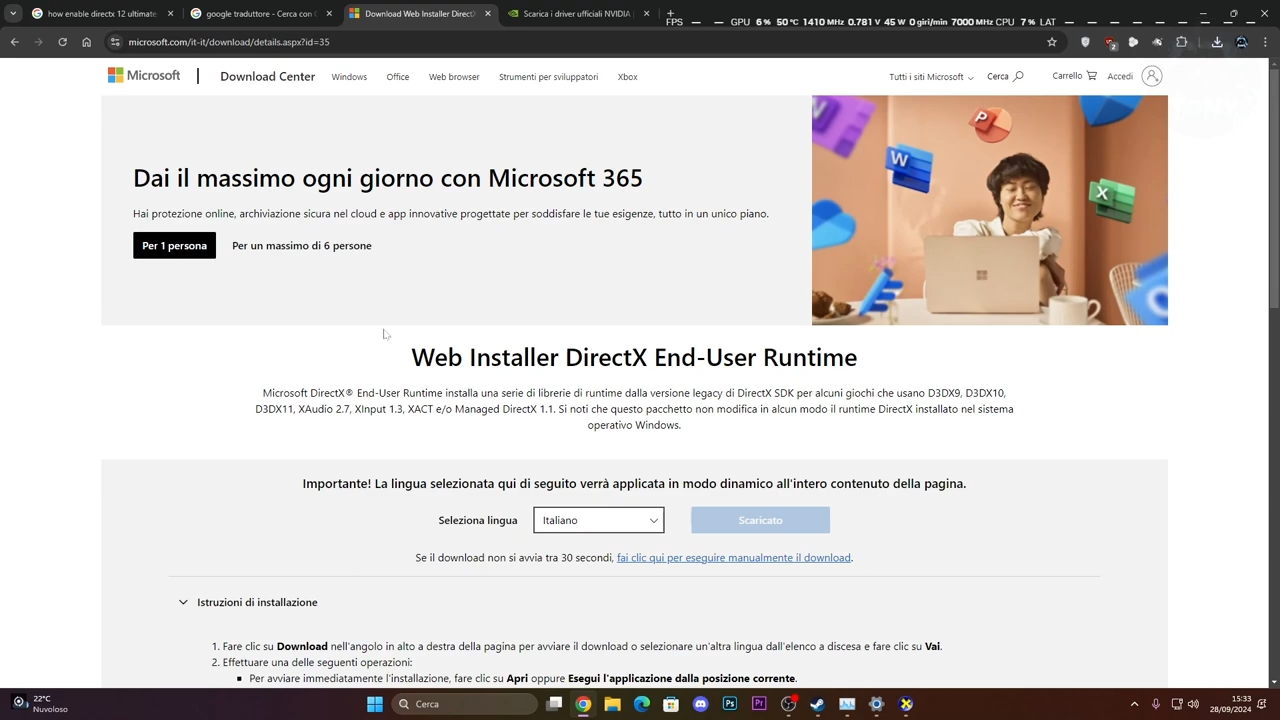 how enable directx 12 ultimate
google traduttore - Cerca con G
Download Web Installer DirectX
Scarica i driver ufficiali NVIDIA
FPS — — GPU 6 % 50 °C 1410 MHz 0.781 V 45 W 0 giri/min 7000 MHz CPU 7 % LAT —
microsoft.com/it-it/download/details.aspx?id=35
2
Microsoft
Download Center
Windows
Office
Web browser
Strumenti per sviluppatori
Xbox
Tutti i siti Microsoft
Cerca
Carrello
Accedi
Dai il massimo ogni giorno con Microsoft 365
Hai protezione online, archiviazione sicura nel cloud e app innovative progettate per soddisfare le tue esigenze, tutto in un unico piano.
Per 1 persona
Per un massimo di 6 persone
W
P
W
X
Web Installer DirectX End-User Runtime
Microsoft DirectX® End-User Runtime installa una serie di librerie di runtime dalla versione legacy di DirectX SDK per alcuni giochi che usano D3DX9, D3DX10,
D3DX11, XAudio 2.7, XInput 1.3, XACT e/o Managed DirectX 1.1. Si noti che questo pacchetto non modifica in alcun modo il runtime DirectX installato nel sistema
operativo Windows.
Importante! La lingua selezionata qui di seguito verrà applicata in modo dinamico all'intero contenuto della pagina.
Seleziona lingua
Italiano
Scaricato
Se il download non si avvia tra 30 secondi, fai clic qui per eseguire manualmente il download.
Istruzioni di installazione
1. Fare clic su Download nell'angolo in alto a destra della pagina per avviare il download o selezionare un'altra lingua dall'elenco a discesa e fare clic su Vai.
2. Effettuare una delle seguenti operazioni:
▪ Per avviare immediatamente l'installazione, fare clic su Apri oppure Esegui l'applicazione dalla posizione corrente.
22°C
Nuvoloso
Cerca
Ps
Pr
15:33
28/09/2024